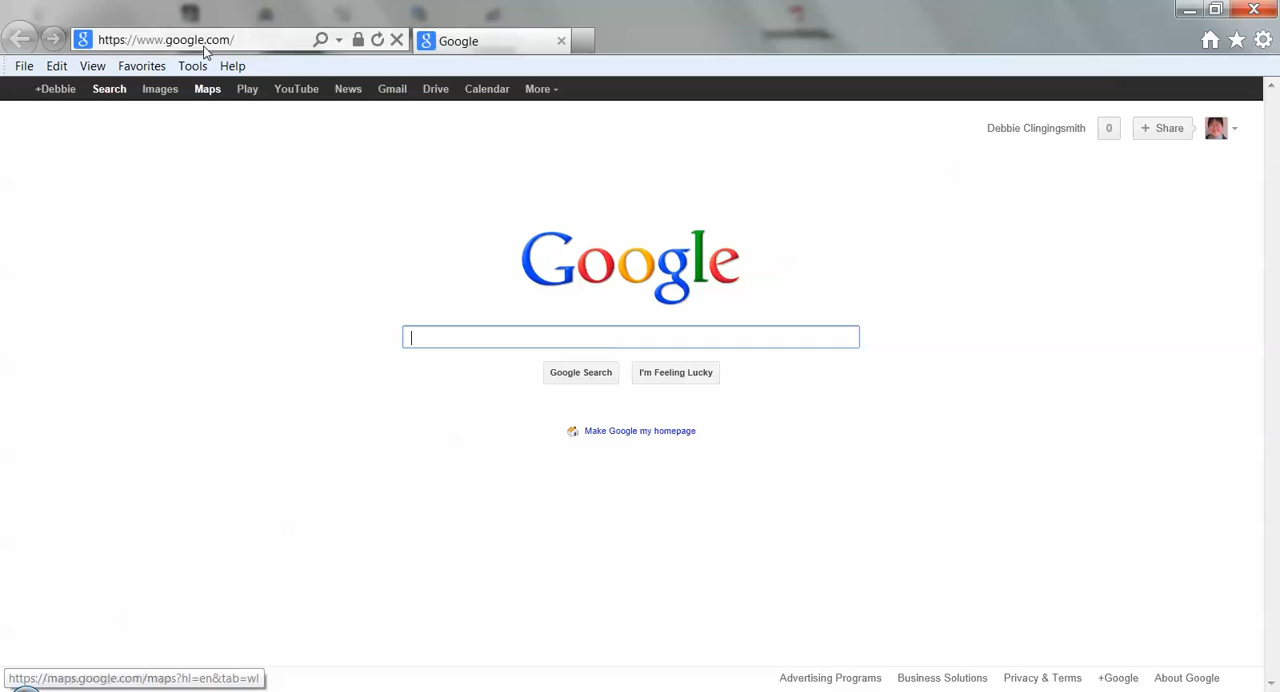 https://www.google.com/
Google
File Edit View Favorites Tools Help
+Debbie Search Images Maps Play YouTube News Gmail Drive Calendar More
Debbie Clingingsmith 0 + Share
Google
Google Search I'm Feeling Lucky
Make Google my homepage
https://maps.google.com/maps?hl=en&tab=wl
Advertising Programs Business Solutions Privacy & Terms +Google About Google